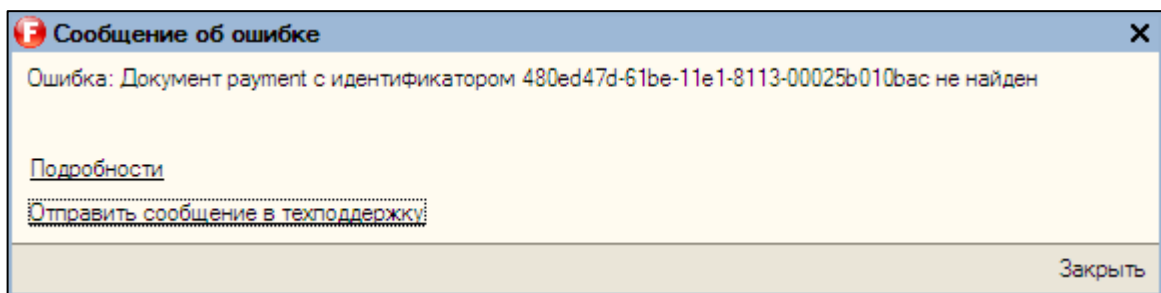 F Сообщение об ошибке
Ошибка: Документ payment с идентификатором 480ed47d-61be-11e1-8113-00025b010bac не найден
Подробности
Отправить сообщение в техподдержку
Закрыть